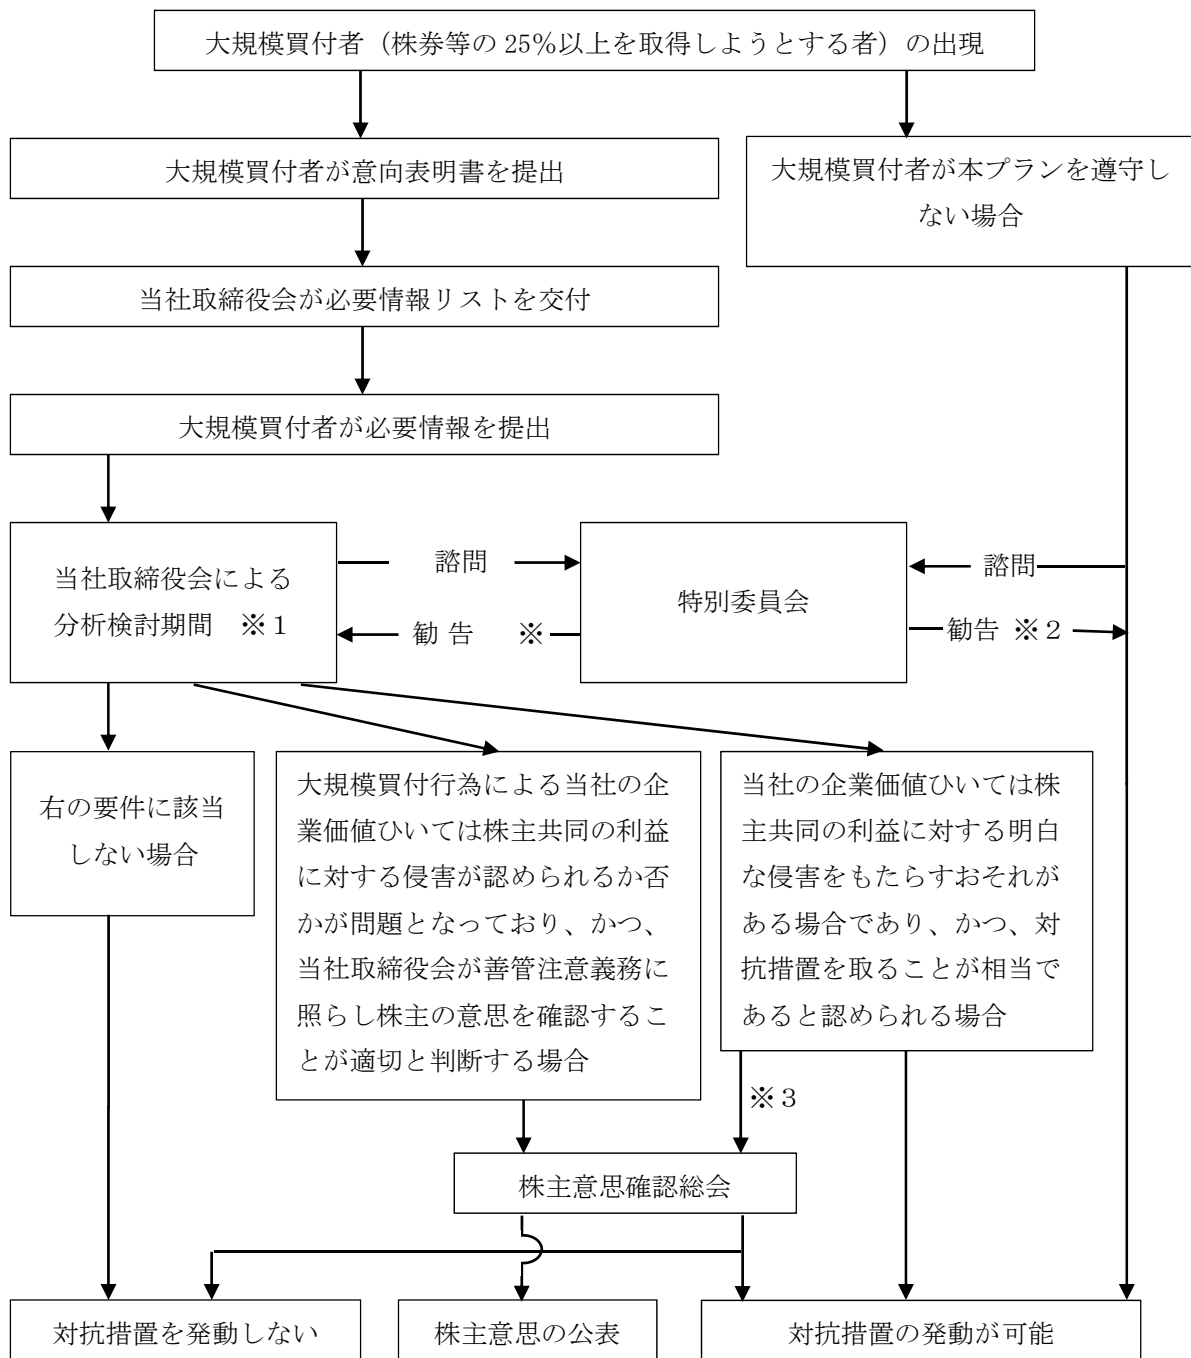 大規模買付者（株券等の 25％以上を取得しようとする者）の出現
大規模買付者が意向表明書を提出
大規模買付者が本プランを遵守し
ない場合
当社取締役会が必要情報リストを交付
大規模買付者が必要情報を提出
当社取締役会による
分析検討期間　※１
諮問
勧 告　※
特別委員会
諮問
勧告 ※２
右の要件に該当
しない場合
大規模買付行為による当社の企
業価値ひいては株主共同の利益
に対する侵害が認められるか否
かが問題となっており、かつ、
当社取締役会が善管注意義務に
照らし株主の意思を確認するこ
とが適切と判断する場合
当社の企業価値ひいては株
主共同の利益に対する明白
な侵害をもたらすおそれが
ある場合であり、かつ、対
抗措置を取ることが相当で
あると認められる場合
※３
株主意思確認総会
対抗措置を発動しない
株主意思の公表
対抗措置の発動が可能